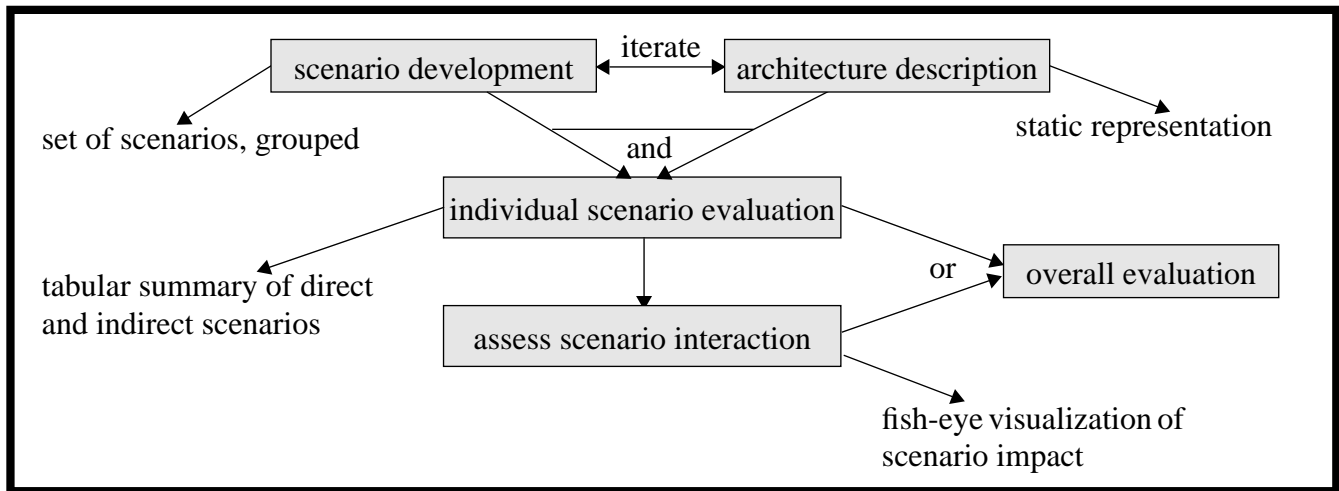 iterate
scenario development
architecture description
set of scenarios, grouped
static representation
and
individual scenario evaluation
or
overall evaluation
tabular summary of direct
and indirect scenarios
assess scenario interaction
fish-eye visualization of
scenario impact